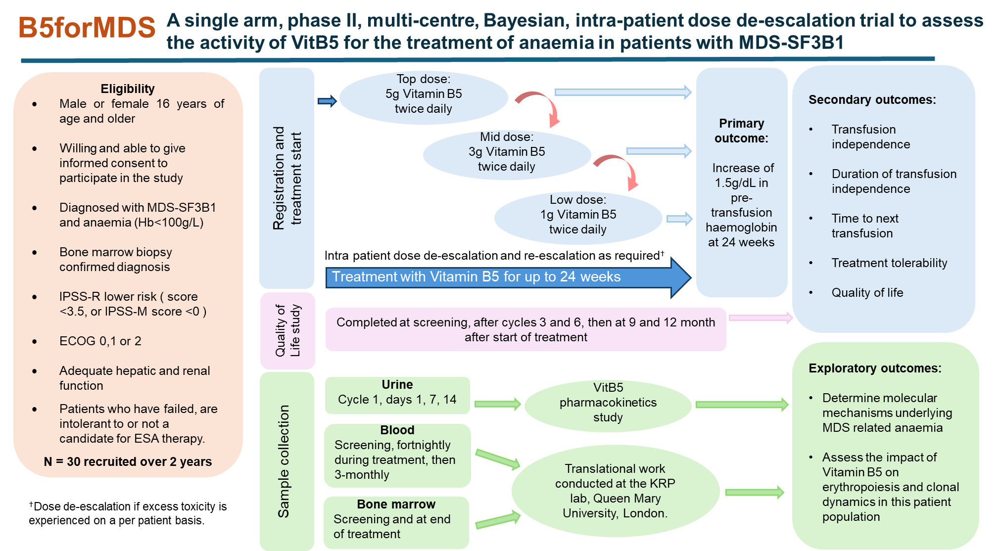 B5forMDS
A single arm, phase II, multi-centre, Bayesian, intra-patient dose de-escalation trial to assess
the activity of VitB5 for the treatment of anaemia in patients with MDS-SF3B1
Eligibility
• Male or female 16 years of
age and older
• Willing and able to give
informed consent to
participate in the study
• Diagnosed with MDS-SF3B1
and anaemia (Hb<100g/L)
• Bone marrow biopsy
confirmed diagnosis
• IPSS-R lower risk ( score
<3.5, or IPSS-M score <0 )
• ECOG 0,1 or 2
• Adequate hepatic and renal
function
• Patients who have failed, are
intolerant to or not a
candidate for ESA therapy.
N = 30 recruited over 2 years
†Dose de-escalation if excess toxicity is
experienced on a per patient basis.
Registration and
treatment start
Top dose:
5g Vitamin B5
twice daily
Mid dose:
3g Vitamin B5
twice daily
Low dose:
1g Vitamin B5
twice daily
Intra patient dose de-escalation and re-escalation as required†
Treatment with Vitamin B5 for up to 24 weeks
Primary
outcome:
Increase of
1.5g/dL in
pre-
transfusion
haemoglobin
at 24 weeks
Secondary outcomes:
• Transfusion
independence
• Duration of transfusion
independence
• Time to next
transfusion
• Treatment tolerability
• Quality of life
Quality of
Life study
Completed at screening, after cycles 3 and 6, then at 9 and 12 month
after start of treatment
Sample collection
Urine
Cycle 1, days 1, 7, 14
Blood
Screening, fortnightly
during treatment, then
3-monthly
Bone marrow
Screening and at end
of treatment
VitB5
pharmacokinetics
study
Translational work
conducted at the KRP
lab, Queen Mary
University, London.
Exploratory outcomes:
• Determine molecular
mechanisms underlying
MDS related anaemia
• Assess the impact of
Vitamin B5 on
erythropoiesis and clonal
dynamics in this patient
population